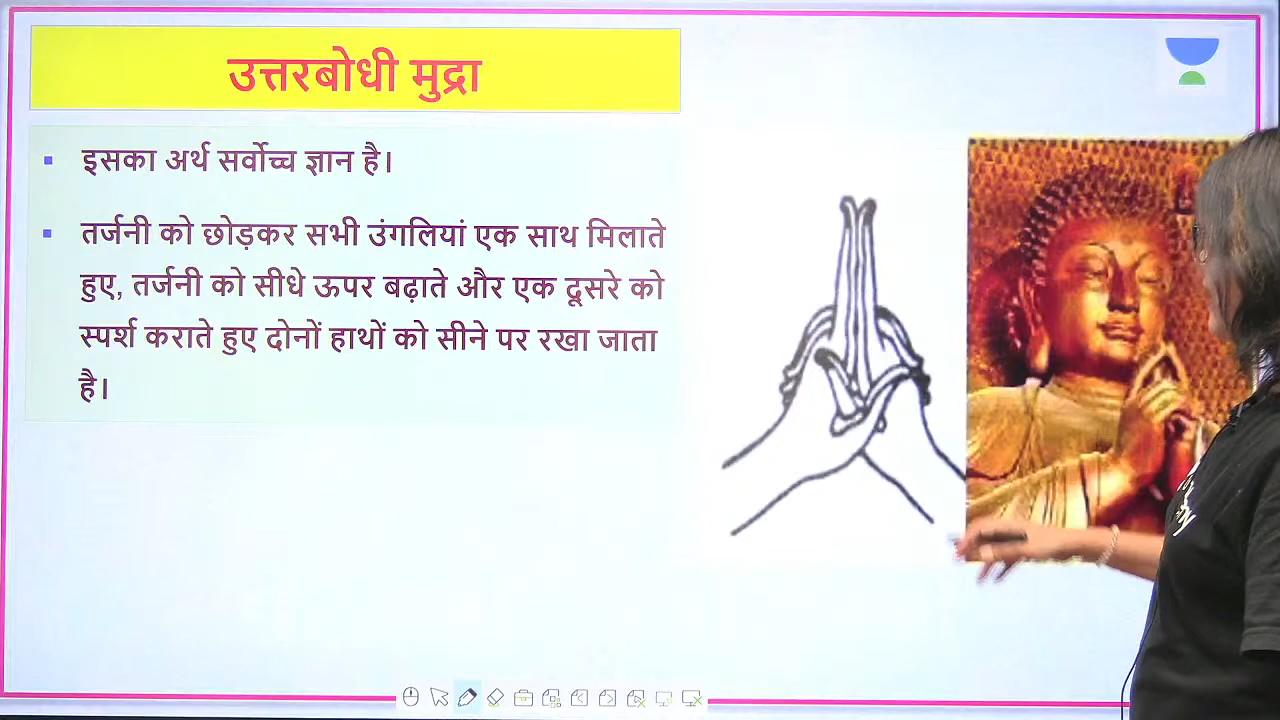 उत्तरबोधी मुद्रा
▪ इसका अर्थ सर्वोच्च ज्ञान है।
▪ तर्जनी को छोड़कर सभी उंगलियां एक साथ मिलाते
हुए, तर्जनी को सीधे ऊपर बढ़ाते और एक दूसरे को
स्पर्श कराते हुए दोनों हाथों को सीने पर रखा जाता
है।